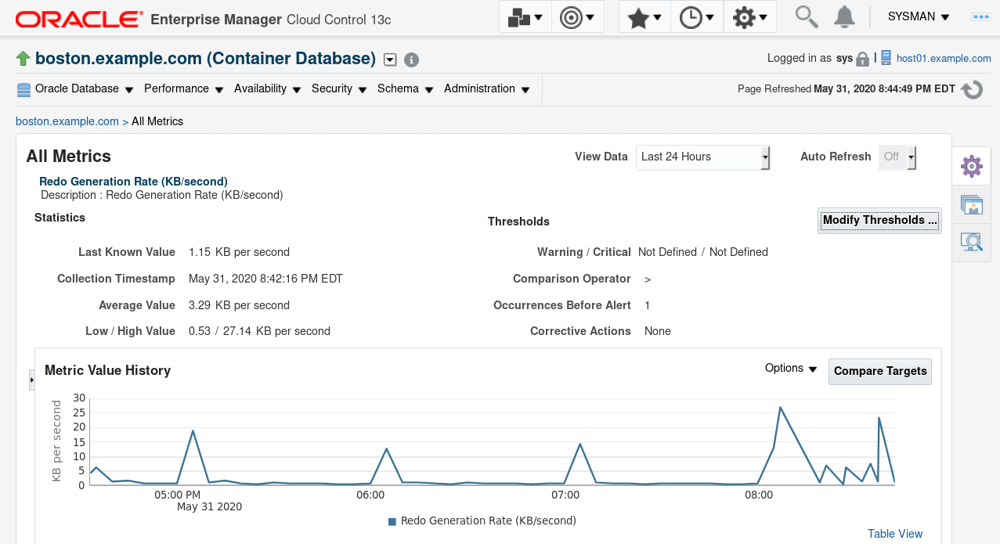 ORACLE Enterprise Manager Cloud Control 13c SYSMAN
boston.example.com (Container Database)
Logged in as sys host01.example.com
Oracle Database Performance Availability Security Schema Administration
Page Refreshed May 31, 2020 8:44:49 PM EDT
boston.example.com > All Metrics
All Metrics
View Data Last 24 Hours Auto Refresh Off
Redo Generation Rate (KB/second)
Description : Redo Generation Rate (KB/second)
Statistics
Last Known Value 1.15 KB per second
Collection Timestamp May 31, 2020 8:42:16 PM EDT
Average Value 3.29 KB per second
Low / High Value 0.53 / 27.14 KB per second
Thresholds
Modify Thresholds ...
Warning / Critical Not Defined / Not Defined
Comparison Operator >
Occurrences Before Alert 1
Corrective Actions None
Metric Value History
Options Compare Targets
KB per second
30
25
20
15
10
5
0
05:00 PM 06:00 07:00 08:00
May 31 2020
Redo Generation Rate (KB/second)
Table View